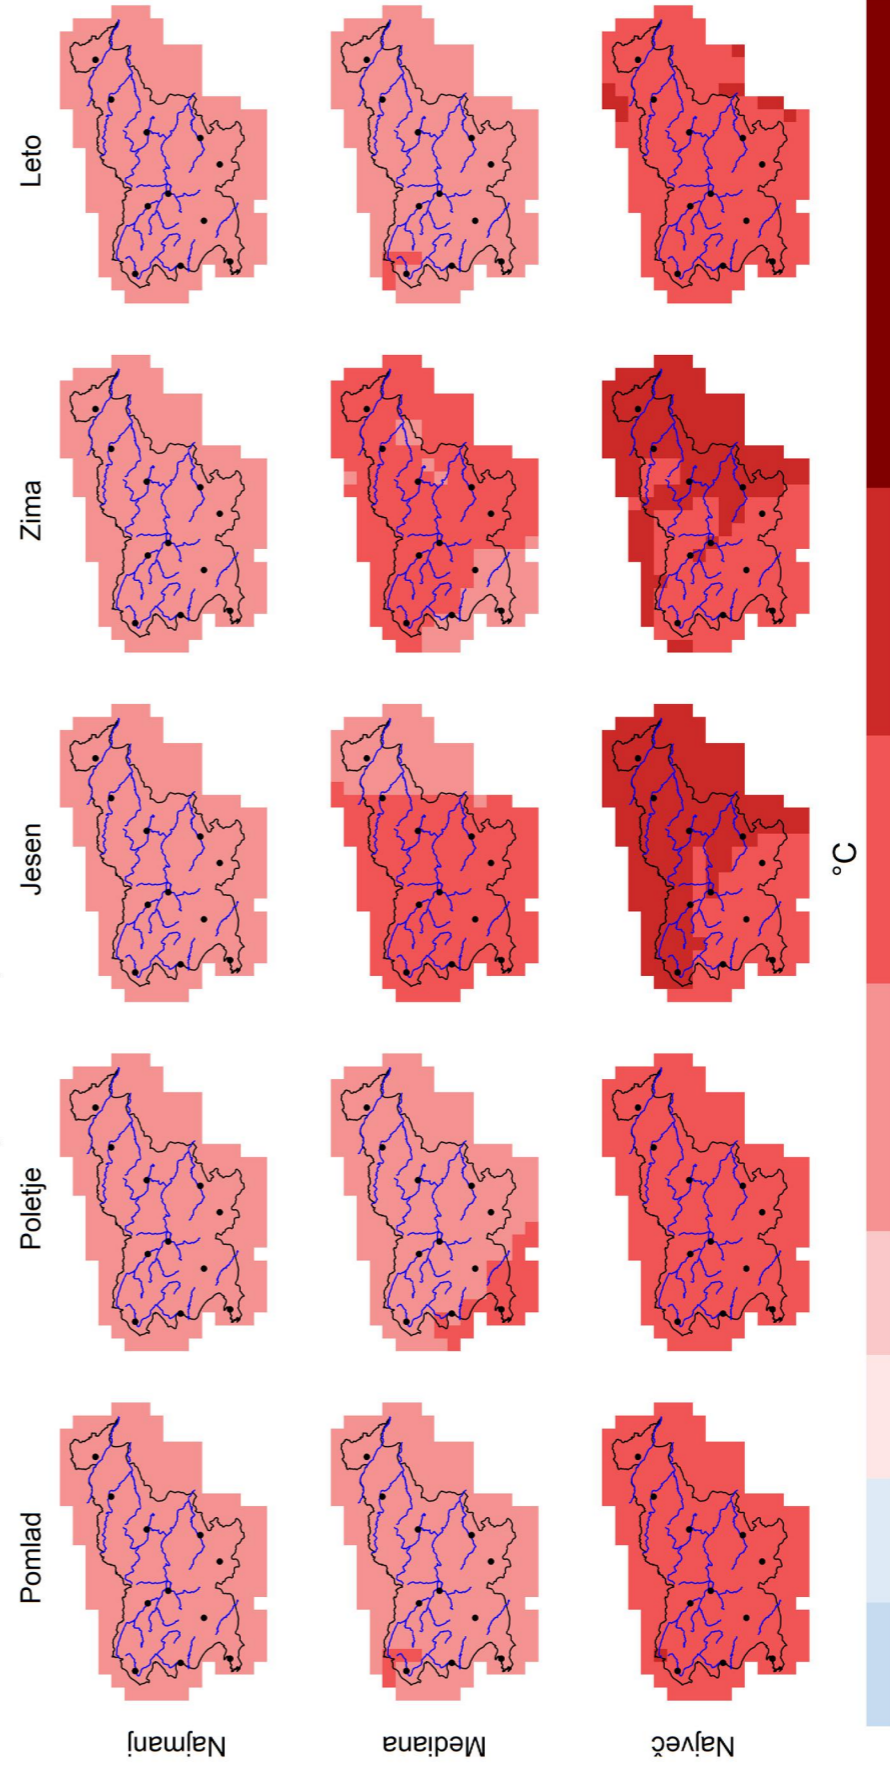 Pomlad
Poletje
Jesen
Zima
Leto
Najmanj
Mediana
Največ
°C